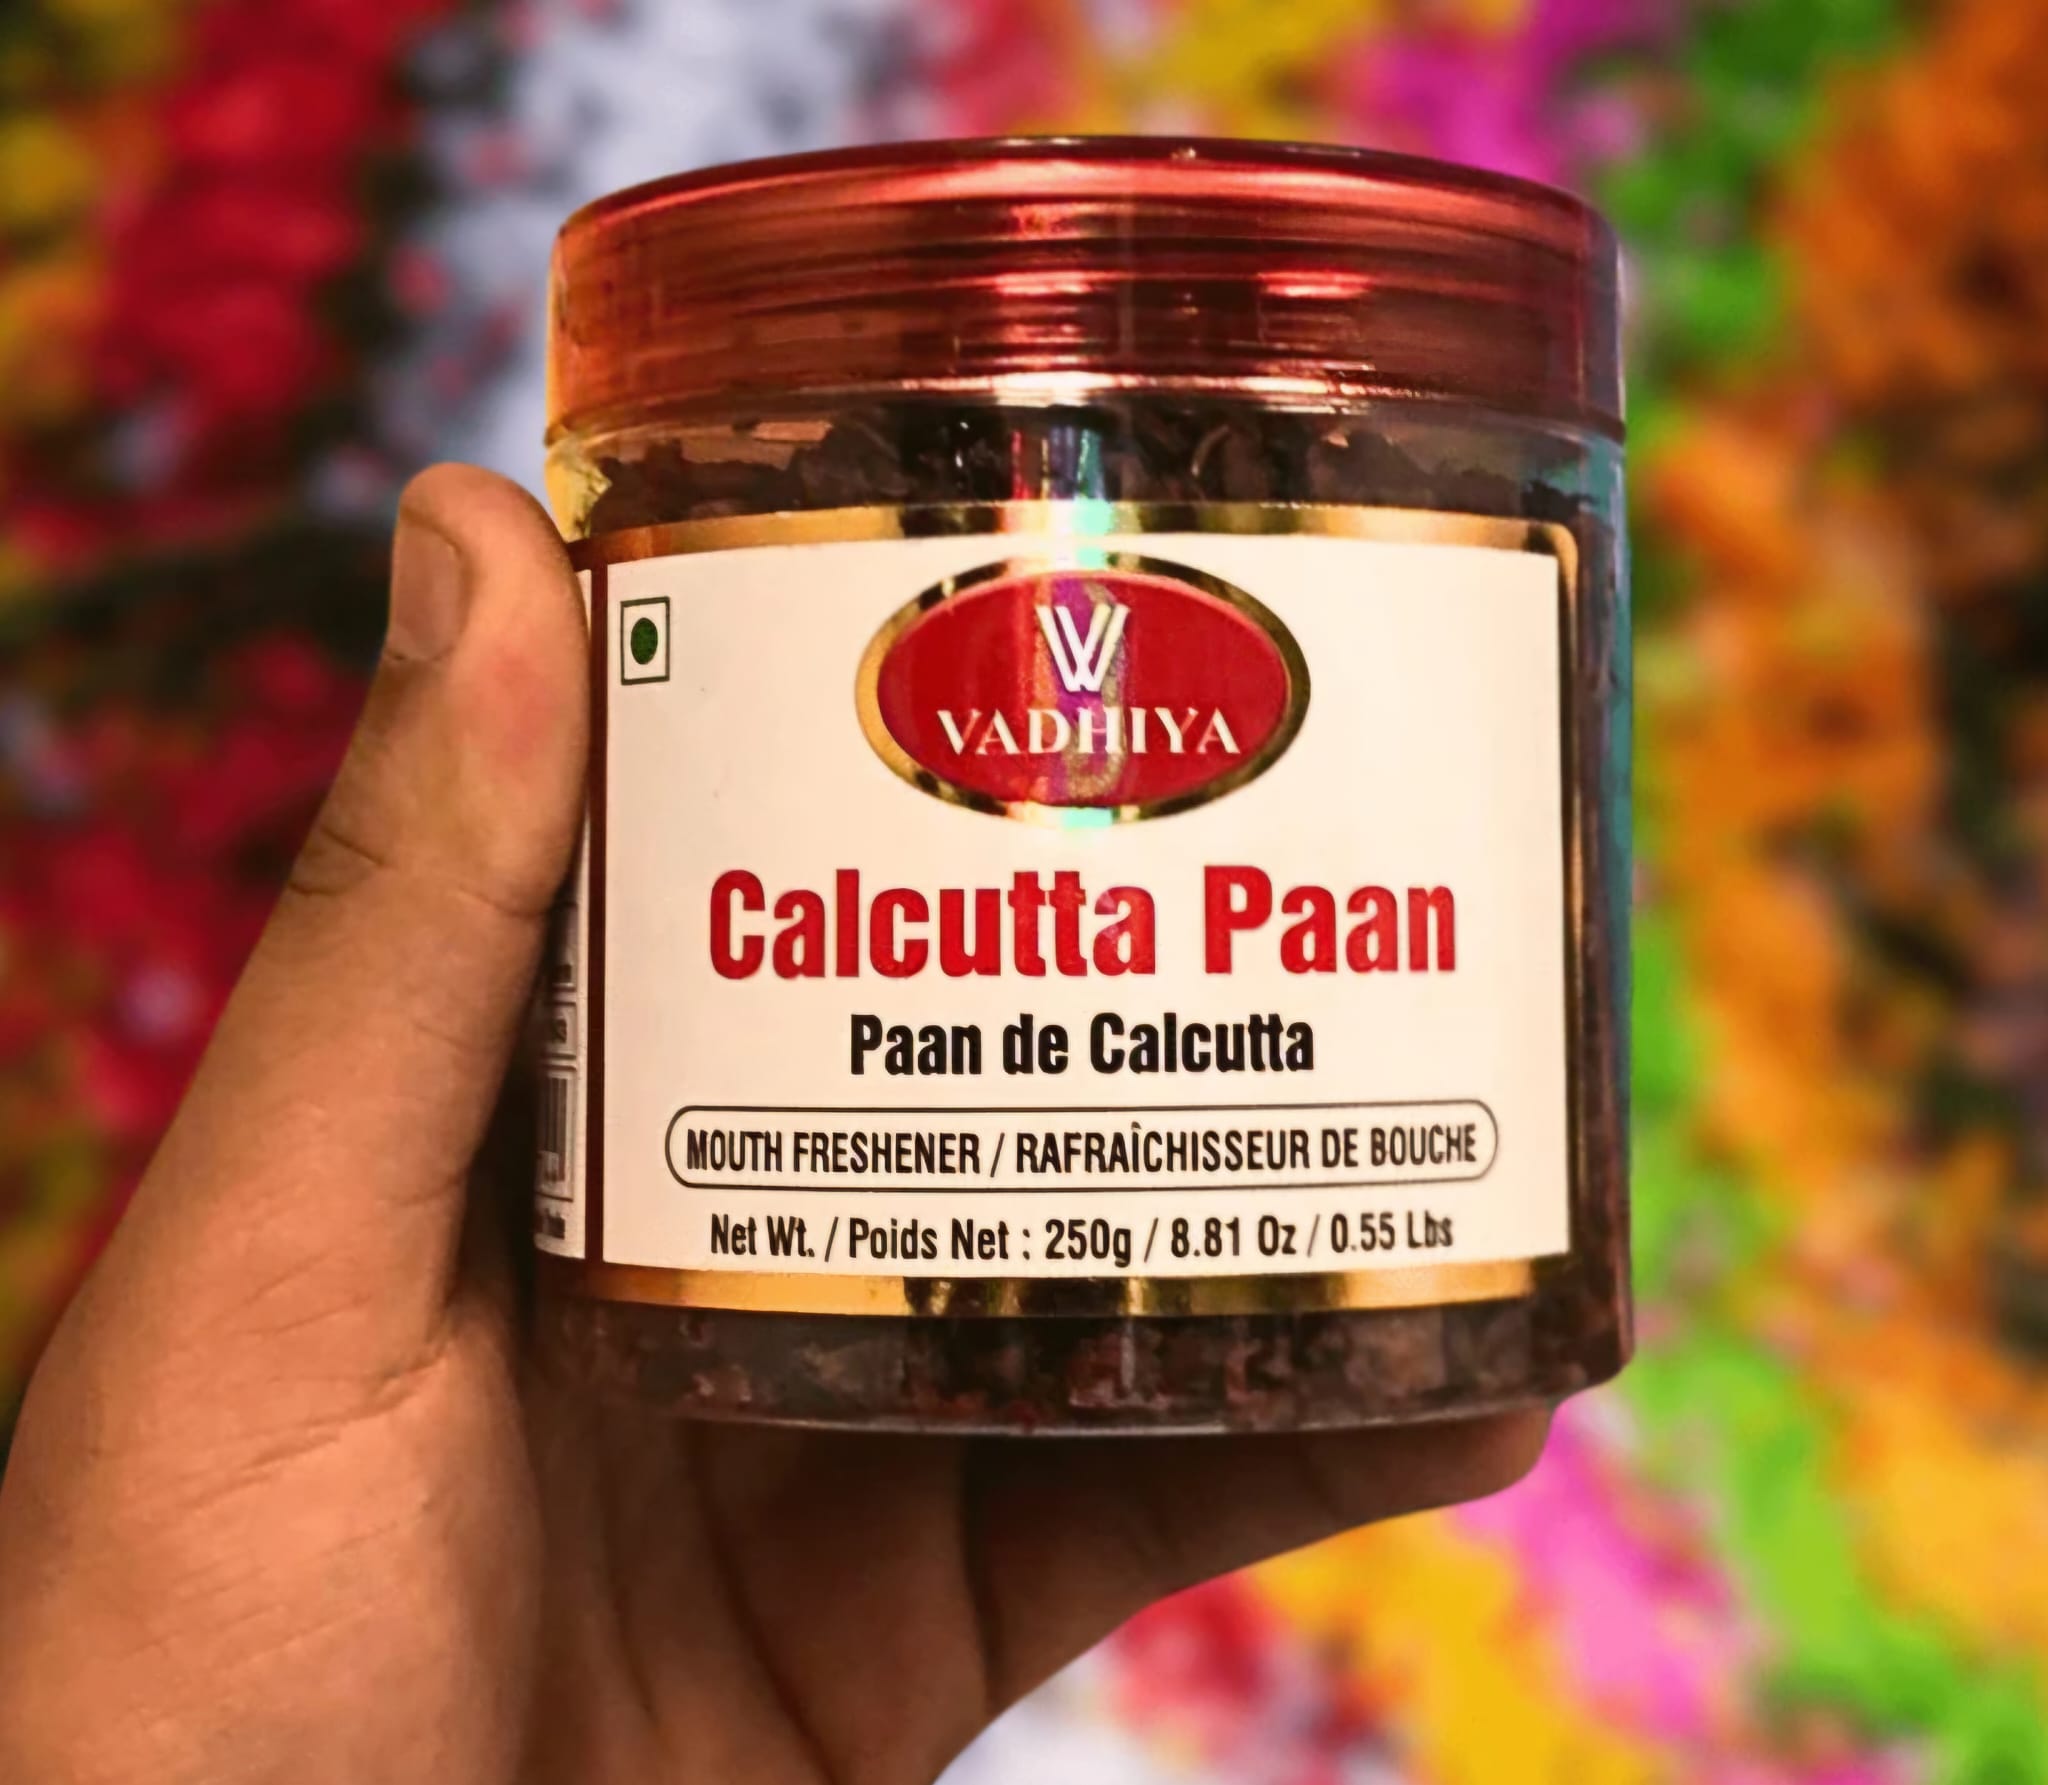 W
VADHIYA
Calcutta Paan
Paan de Calcutta
MOUTH FRESHENER / RAFRAÎCHISSEUR DE BOUCHE
Net Wt. / Poids Net : 250g / 8.81 Oz / 0.55 Lbs